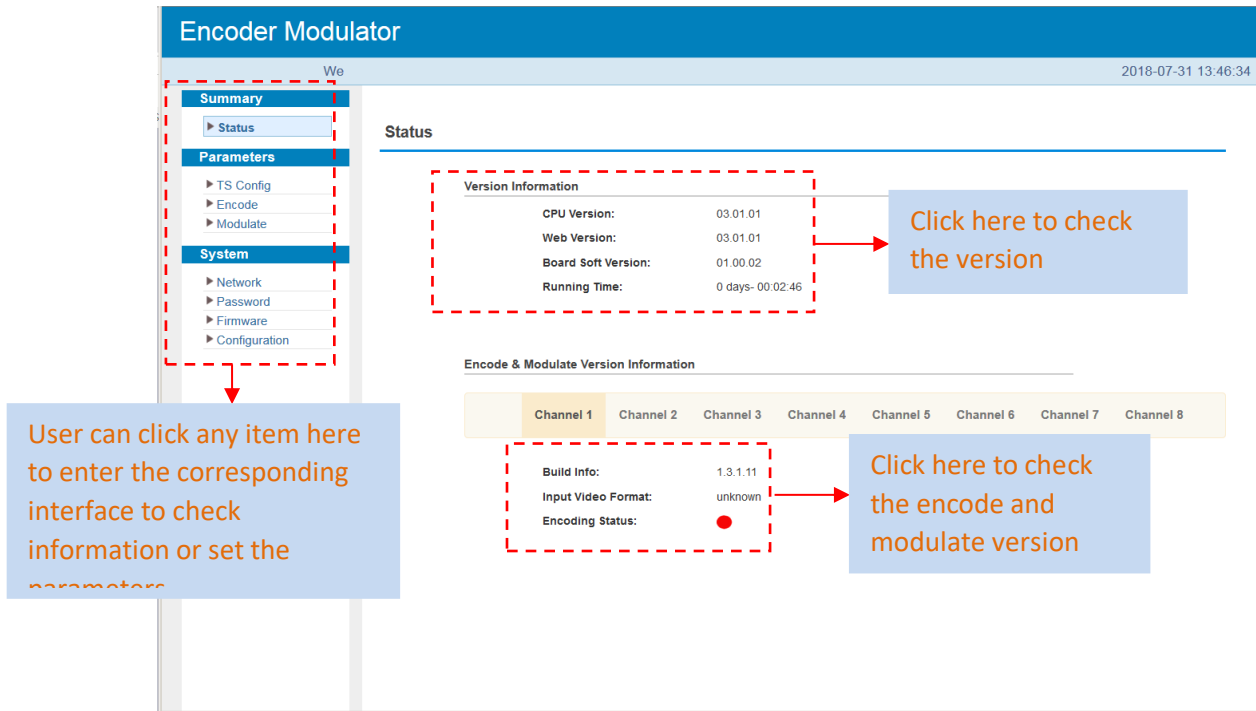 Encoder Modulator
We
2018-07-31 13:46:34
Summary
Status
Parameters
TS Config
Encode
Modulate
System
Network
Password
Firmware
Configuration
Status
Version Information
CPU Version: 03.01.01
Web Version: 03.01.01
Board Soft Version: 01.00.02
Running Time: 0 days- 00:02:46
Click here to check
the version
Encode & Modulate Version Information
Channel 1 Channel 2 Channel 3 Channel 4 Channel 5 Channel 6 Channel 7 Channel 8
Build Info: 1.3.1.11
Input Video Format: unknown
Encoding Status:
Click here to check
the encode and
modulate version
User can click any item here
to enter the corresponding
interface to check
information or set the
parameters